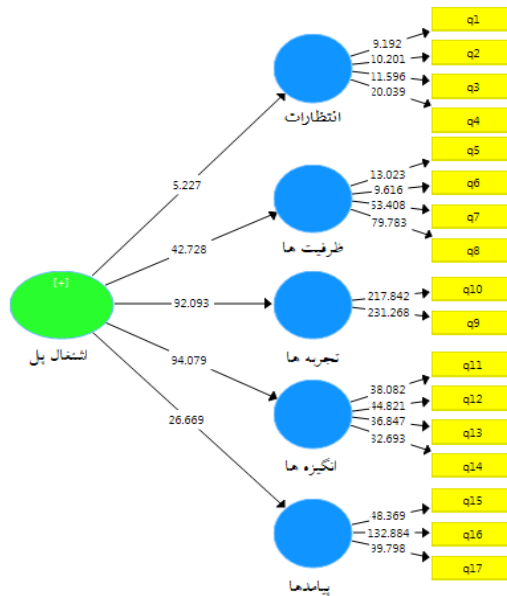 q1
9.192
q2
10.201
11.596
q3
20.039
q4
انتظارات
q5
13.023
q6
9.616
53.408
q7
79.783
q8
5.227
ظرفیت ها
42.728
[+]
q10
217.842
92.093
231.268
q9
اشتغال پل
تجربه ها
94.079
q11
38.082
q12
44.821
36.847
q13
32.693
q14
26.669
انگیزه ها
q15
48.369
132.884
q16
q17
پیامدها